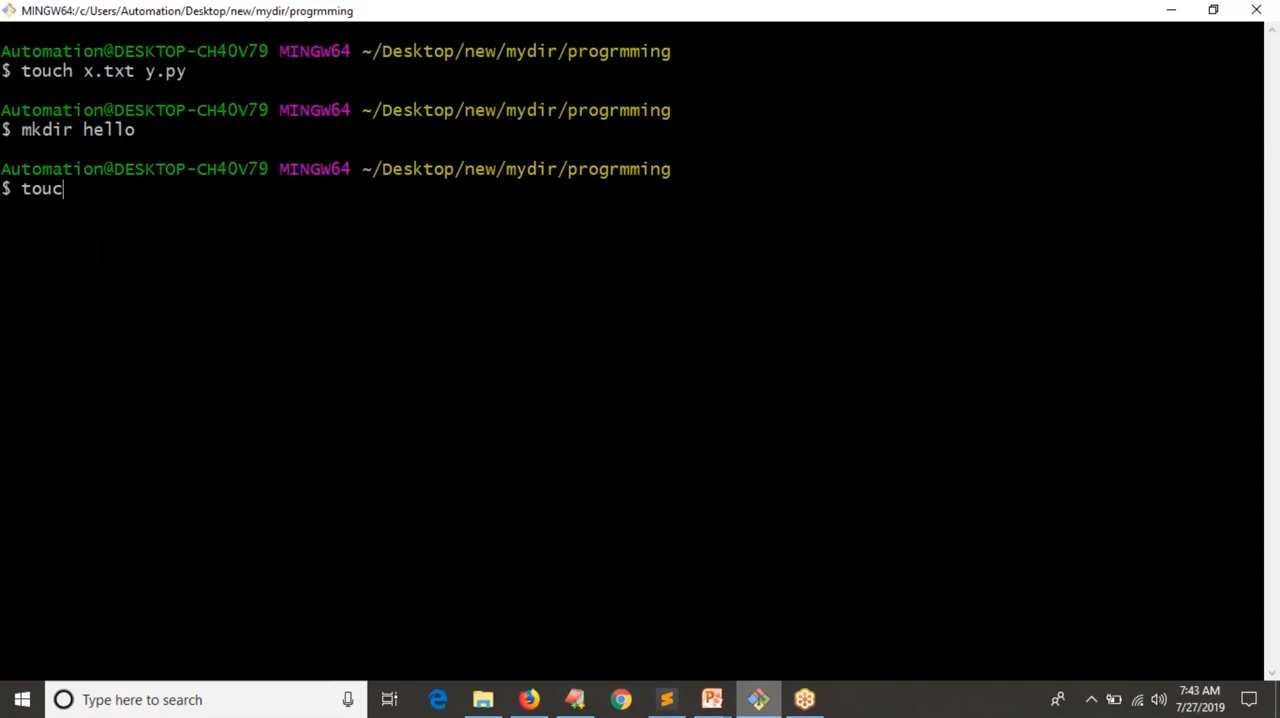 MINGW64:/c/Users/Automation/Desktop/new/mydir/progrmming
Automation@DESKTOP-CH40V79 MINGW64 ~/Desktop/new/mydir/progrmming
$ touch x.txt y.py
Automation@DESKTOP-CH40V79 MINGW64 ~/Desktop/new/mydir/progrmming
$ mkdir hello
Automation@DESKTOP-CH40V79 MINGW64 ~/Desktop/new/mydir/progrmming
$ touc
Type here to search
7:43 AM
7/27/2019